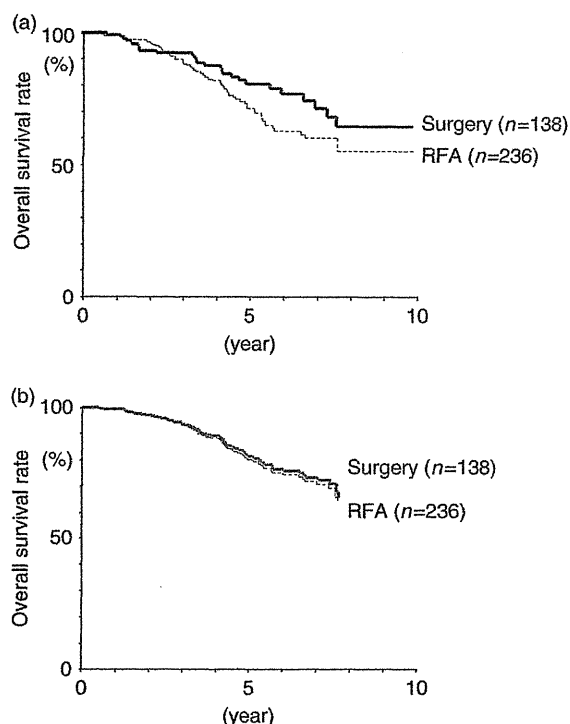 (a)
100
(%)
Overall survival rate
50
0
Surgery (n=138)
RFA (n=236)
0 5 10
(year)
(b)
100
(%)
Overall survival rate
50
0
Surgery (n=138)
RFA (n=236)
0 5 10
(year)